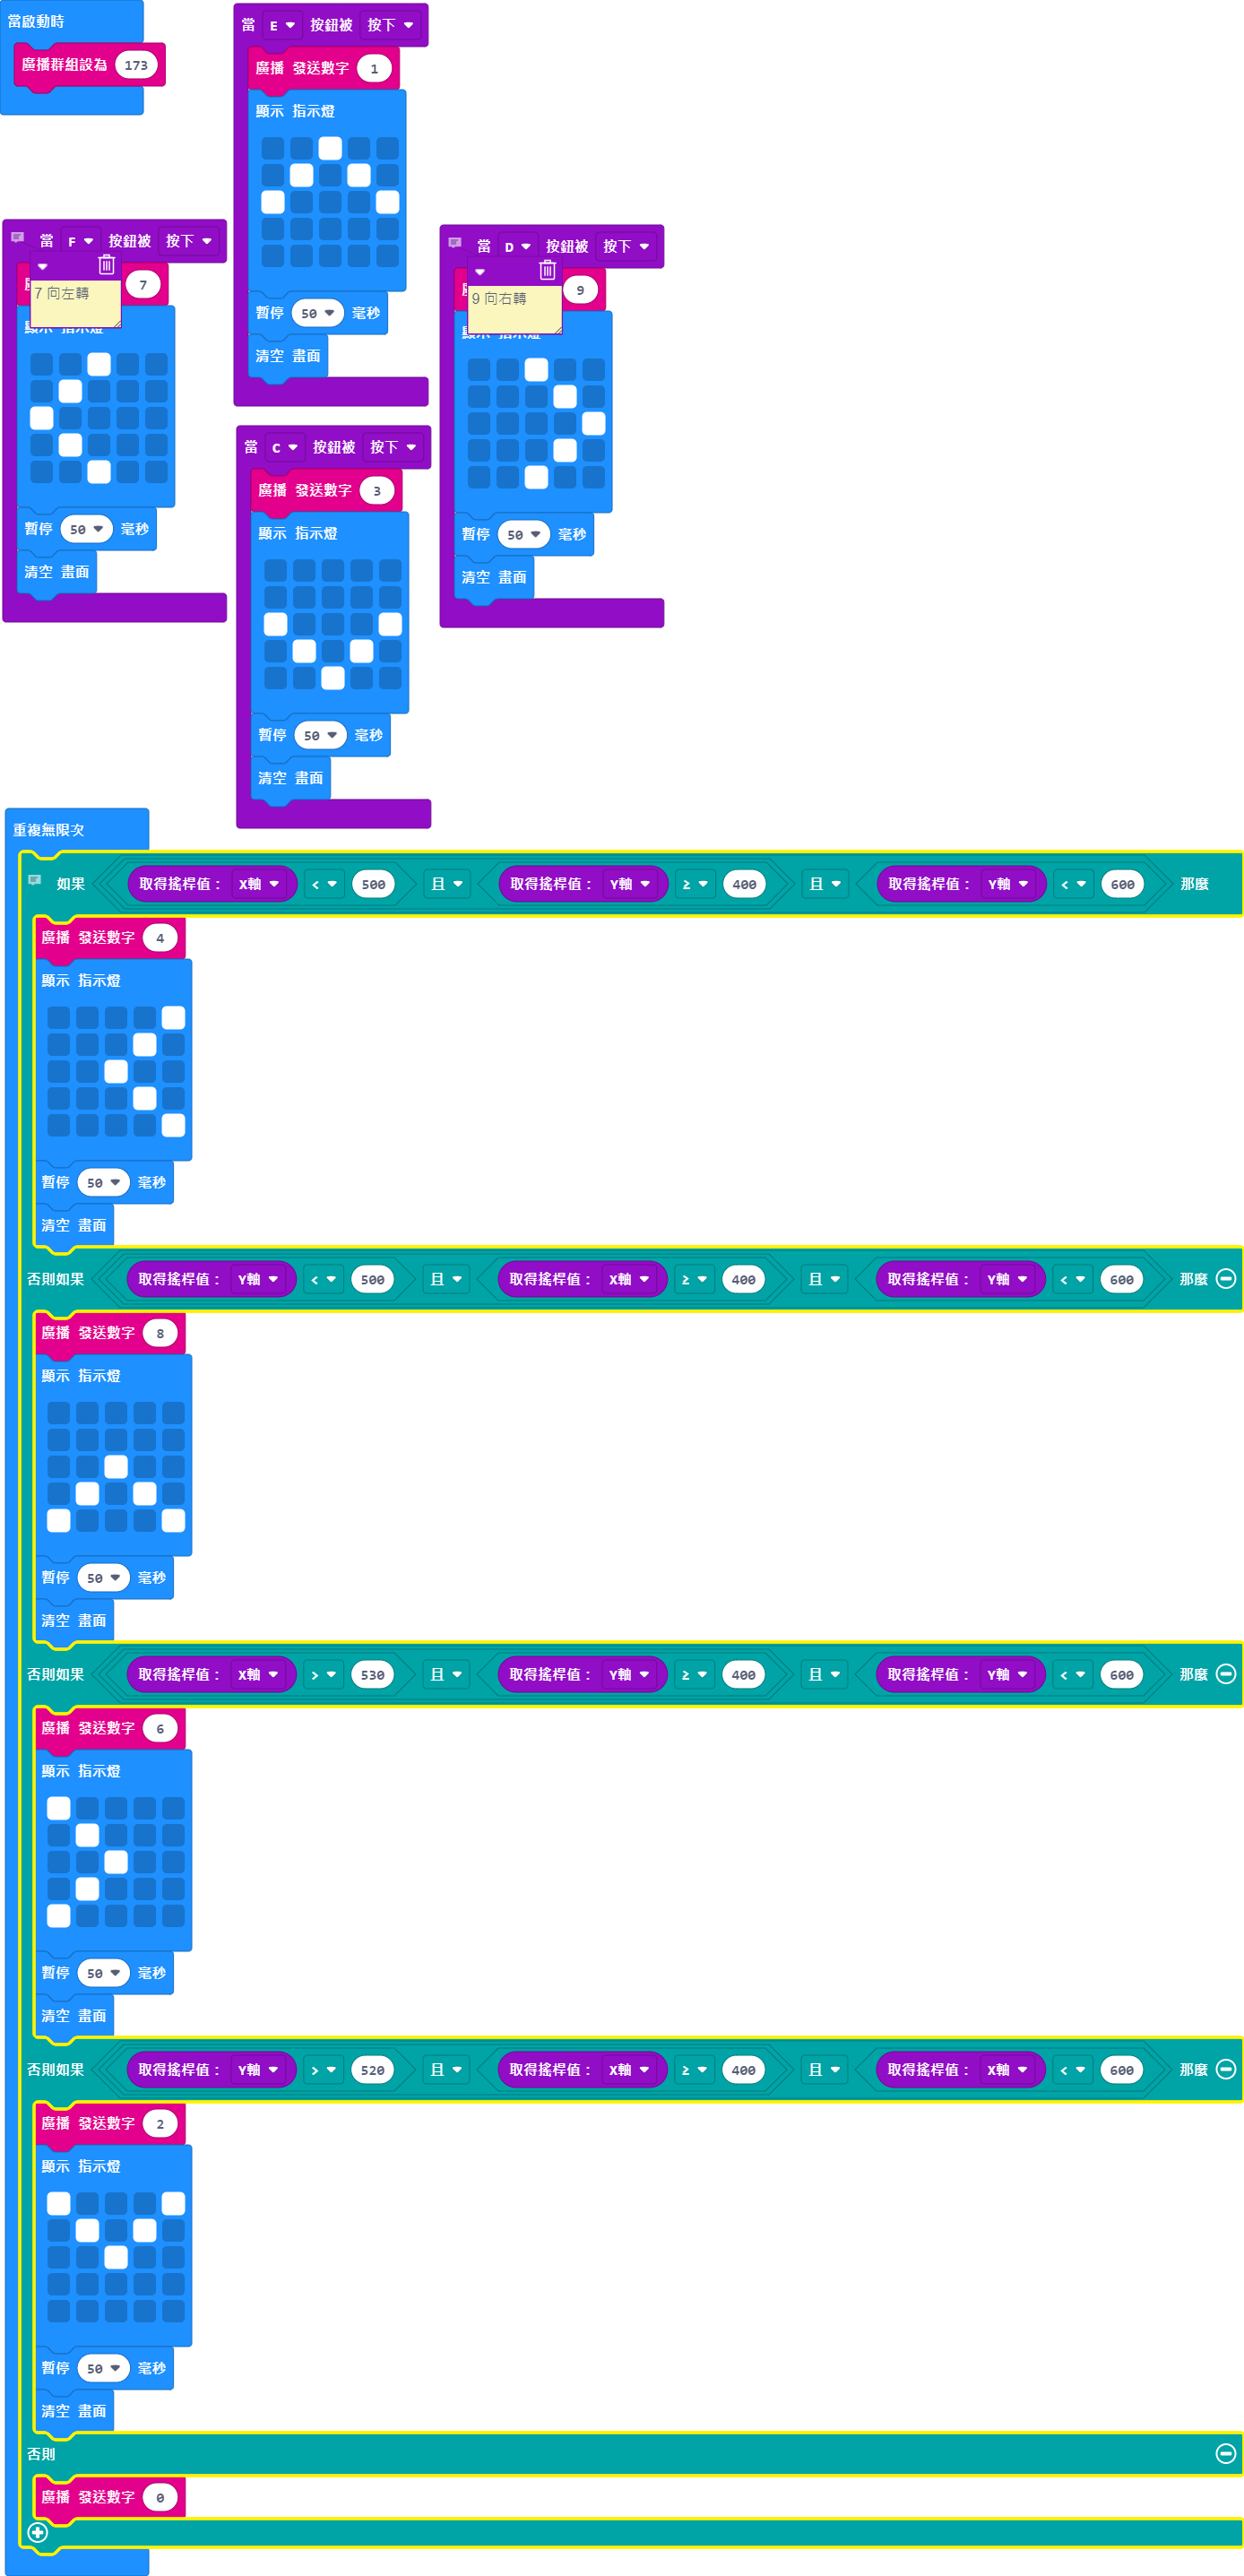 當啟動時
廣播群組設為 173
當 E 按鈕被 按下
廣播 發送數字 1
顯示 指示燈
暫停 50 毫秒
清空 畫面
當 F 按鈕被 按下
7
7 向左轉
顯示 指示燈
暫停 50 毫秒
清空 畫面
當 D 按鈕被 按下
9
9 向右轉
顯示 指示燈
暫停 50 毫秒
清空 畫面
當 C 按鈕被 按下
廣播 發送數字 3
顯示 指示燈
暫停 50 毫秒
清空 畫面
重複無限次
如果 取得搖桿值: X軸 < 500 且 取得搖桿值: Y軸 ≥ 400 且 取得搖桿值: Y軸 < 600 那麼
廣播 發送數字 4
顯示 指示燈
暫停 50 毫秒
清空 畫面
否則如果 取得搖桿值: Y軸 < 500 且 取得搖桿值: X軸 ≥ 400 且 取得搖桿值: Y軸 < 600 那麼
廣播 發送數字 8
顯示 指示燈
暫停 50 毫秒
清空 畫面
否則如果 取得搖桿值: X軸 > 530 且 取得搖桿值: Y軸 ≥ 400 且 取得搖桿值: Y軸 < 600 那麼
廣播 發送數字 6
顯示 指示燈
暫停 50 毫秒
清空 畫面
否則如果 取得搖桿值: Y軸 > 520 且 取得搖桿值: X軸 ≥ 400 且 取得搖桿值: X軸 < 600 那麼
廣播 發送數字 2
顯示 指示燈
暫停 50 毫秒
清空 畫面
否則
廣播 發送數字 0